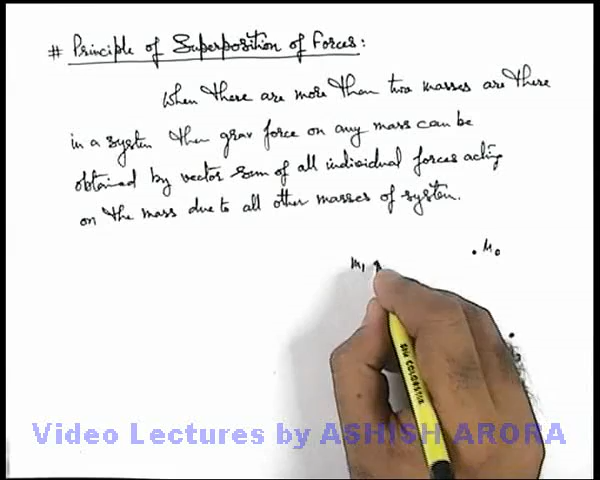 # Principle of Superposition of Forces:
When there are more than two masses are there
in a system then grav force on any mass can be
obtained by vector sum of all individual forces acting
on the mass due to all other masses of system.
M0
m1
Video Lectures by ASHISH ARORA